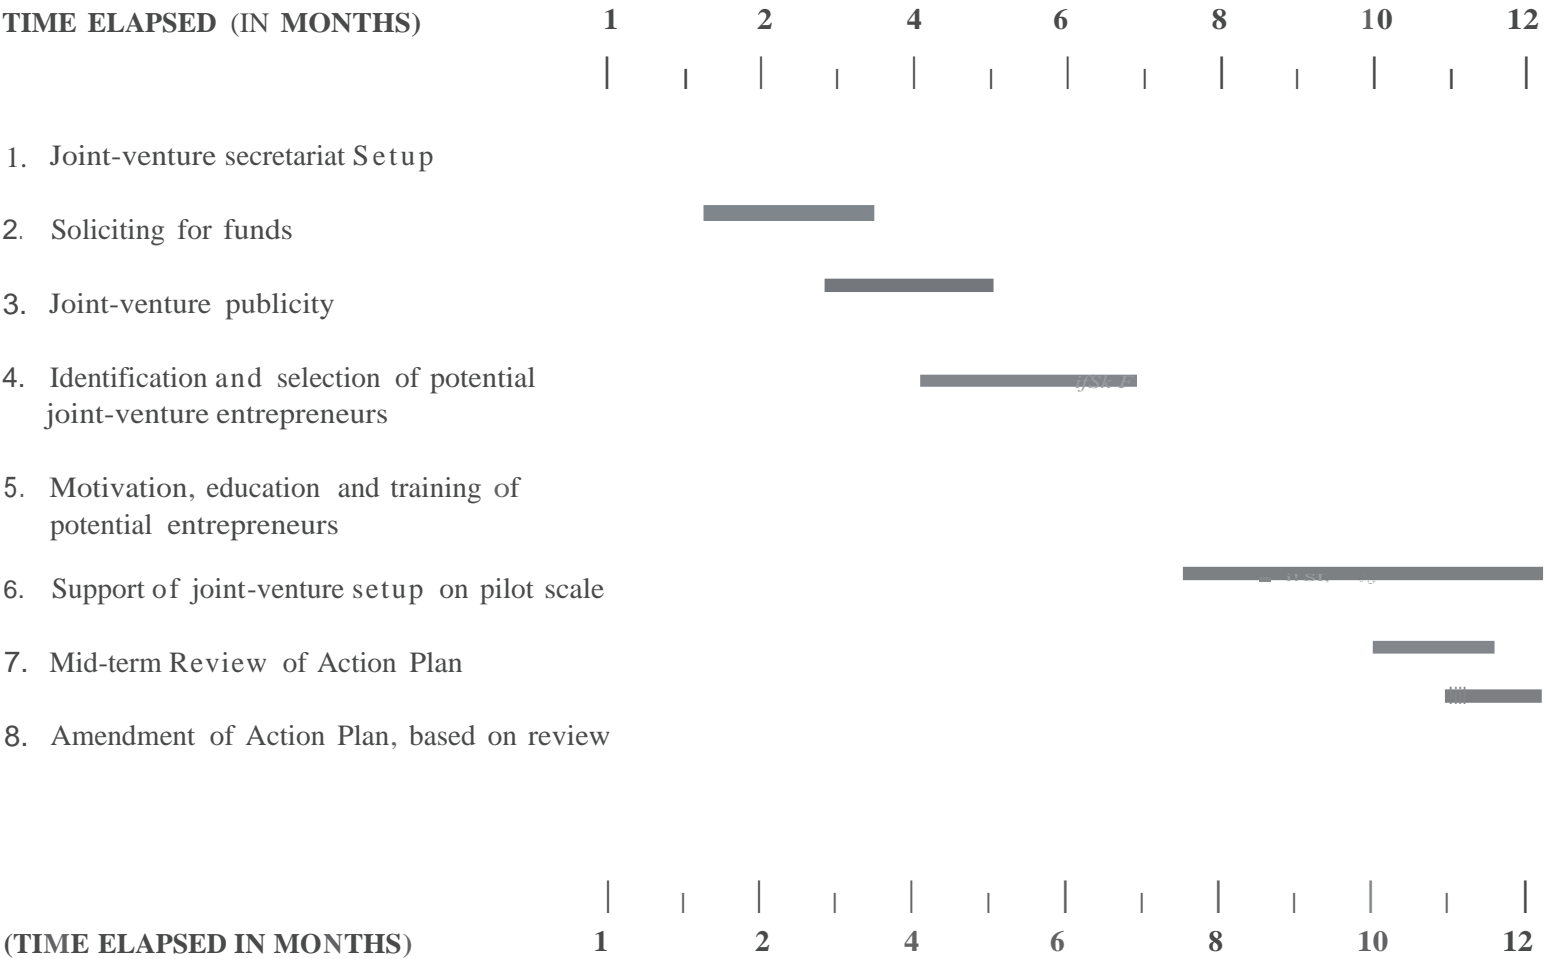 TIME ELAPSED (IN MONTHS) 1 2 4 6 8 10 12
1. Joint-venture secretariat Setup
2. Soliciting for funds
3. Joint-venture publicity
4. Identification and selection of potential
joint-venture entrepreneurs
5. Motivation, education and training of
potential entrepreneurs
6. Support of joint-venture setup on pilot scale
7. Mid-term Review of Action Plan
8. Amendment of Action Plan, based on review
(TIME ELAPSED IN MONTHS) 1 2 4 6 8 10 12